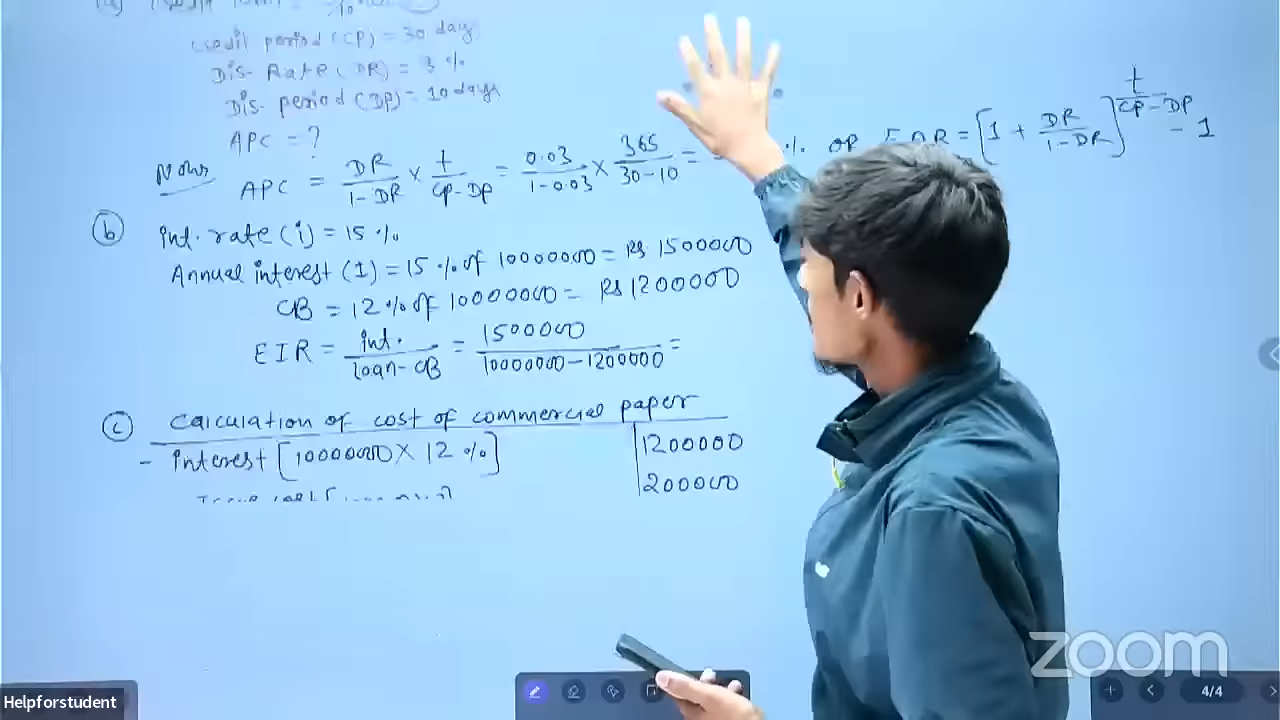 Credit period (CP) = 30 days
Dis. Rate (DR) = 3 %
Dis. period (DP) = 10 days
APC = ?
Now,
APC = DR / 1-DR × t / CP-DP = 0.03 / 1-0.03 × 365 / 30-10 = % OR EAR = [1 + DR / 1-DR]^(t / CP-DP) - 1
(b) int. rate (i) = 15 %
Annual interest (I) = 15 % of 10000000 = Rs 1500000
CB = 12 % of 10000000 = Rs 1200000
EIR = int. / loan-CB = 1500000 / 10000000-1200000 =
(c) calculation of cost of commercial paper
- interest [10000000 × 12 %] 1200000
200000
zoom
Helpforstudent
4/4